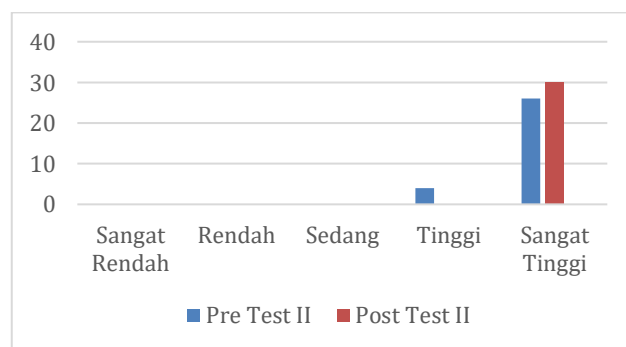 40
30
20
10
0
Sangat Rendah
Rendah
Sedang
Tinggi
Sangat Tinggi
Pre Test II
Post Test II